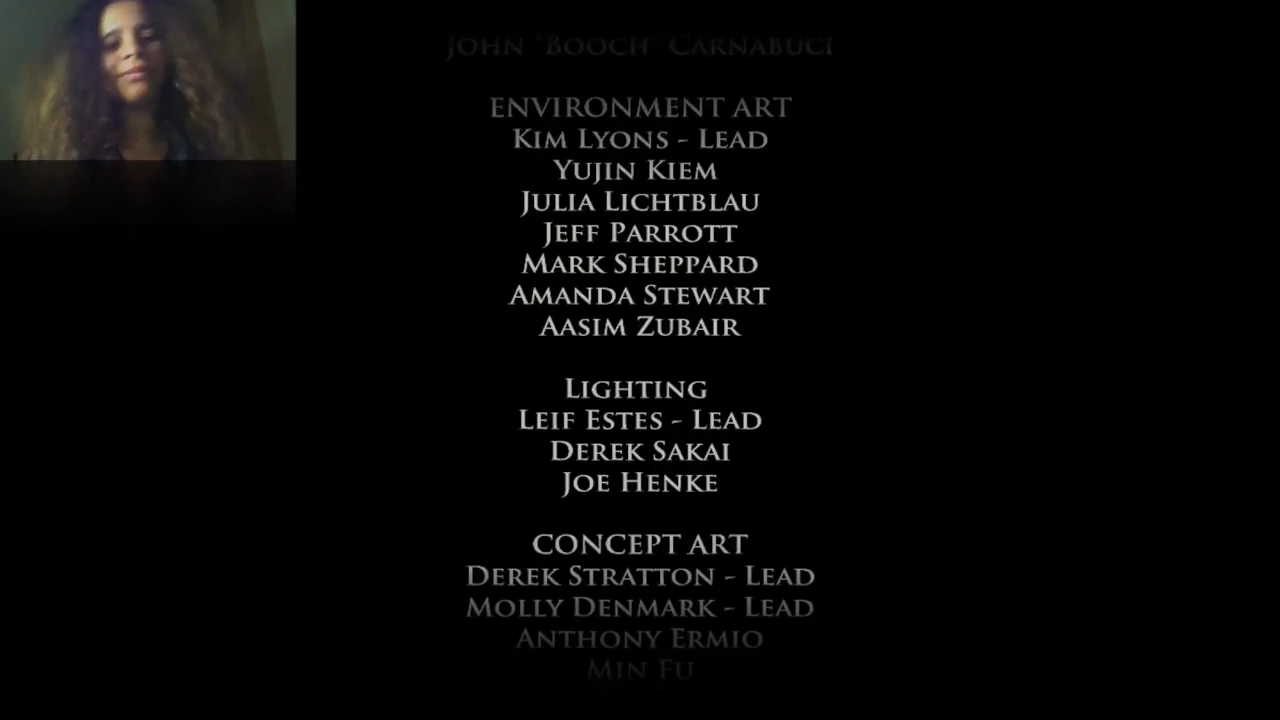 JOHN "BOOCH" CARNABUCI
ENVIRONMENT ART
KIM LYONS - LEAD
YUJIN KIEM
JULIA LICHTBLAU
JEFF PARROTT
MARK SHEPPARD
AMANDA STEWART
AASIM ZUBAIR
LIGHTING
LEIF ESTES - LEAD
DEREK SAKAI
JOE HENKE
CONCEPT ART
DEREK STRATTON - LEAD
MOLLY DENMARK - LEAD
ANTHONY ERMIO
MIN FU